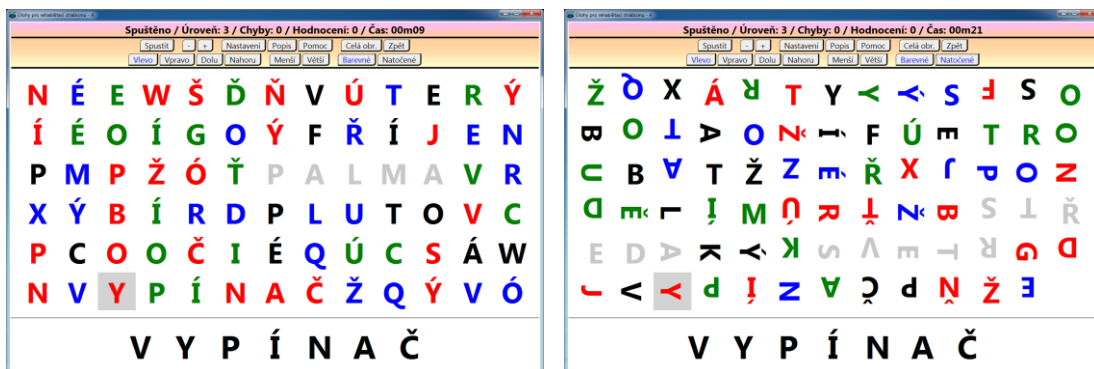 Úlohy pro rehabilitaci strabismu - A
Spuštěno / Úroveň: 3 / Chyby: 0 / Hodnocení: 0 / Čas: 00m09
Spustit - + Nastavení Popis Pomoc Celá obr. Zpět
Vlevo Vpravo Dolu Nahoru Menší Větší Barevné Natočené
N É E W Š Ď Ň V Ú T E R Ý
Í É O Í G O Ý F Ř Í J E N
P M P Ž Ó Ť P A L M A V R
X Ý B Í R D P L U T O V C
P C O O Č I É Q Ú C S Á W
N V Y P Í N A Č Ž Q Ý V Ó
V Y P Í N A Č
Úlohy pro rehabilitaci strabismu - A
Spuštěno / Úroveň: 3 / Chyby: 0 / Hodnocení: 0 / Čas: 00m21
Spustit - + Nastavení Popis Pomoc Celá obr. Zpět
Vlevo Vpravo Dolu Nahoru Menší Větší Barevné Natočené
Ž Q X Á R T Y Y Ý S F S O
B O T A O Ž Í F Ú E T R O
U B A T Ž Z É Ř X J P O Z
D Ě L Í M Ú R Ť Ň B S T Ř
E D A K Ý K S V E T R G D
J V Y P Í N A Č P Ň Ž E
V Y P Í N A Č